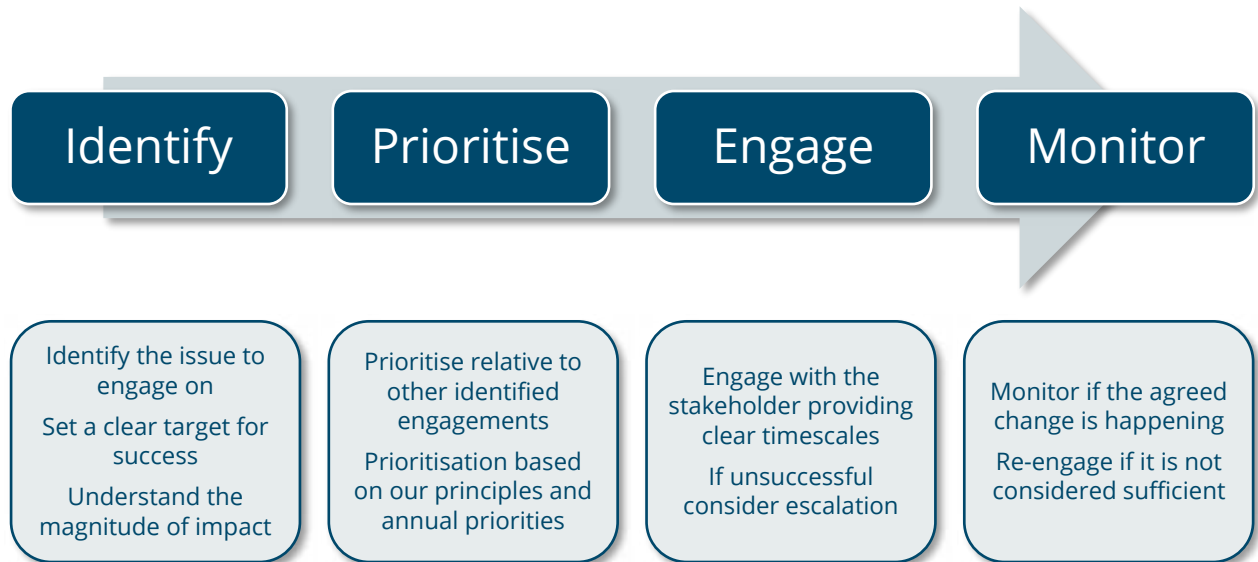 Identify
Prioritise
Engage
Monitor
Identify the issue to
engage on
Set a clear target for
success
Understand the
magnitude of impact
Prioritise relative to
other identified
engagements
Prioritisation based
on our principles and
annual priorities
Engage with the
stakeholder providing
clear timescales
If unsuccessful
consider escalation
Monitor if the agreed
change is happening
Re-engage if it is not
considered sufficient